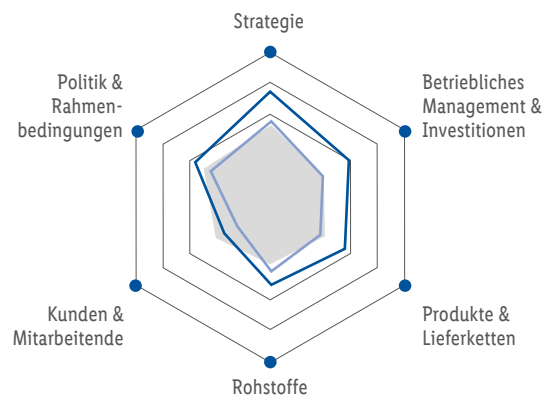 Strategie
Politik &
Rahmen-
bedingungen
Betriebliches
Management &
Investitionen
Kunden &
Mitarbeitende
Produkte &
Lieferketten
Rohstoffe